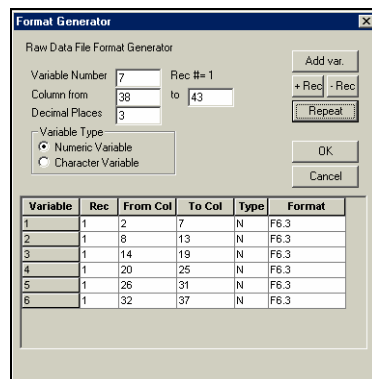 Format Generator
Raw Data File Format Generator
Add var.
Variable Number 7 Rec #= 1
+ Rec - Rec
Column from 38 to 43
Repeat
Decimal Places 3
Variable Type
Numeric Variable
OK
Character Variable
Cancel
Variable Rec From Col To Col Type Format
1 1 2 7 N F6.3
2 1 8 13 N F6.3
3 1 14 19 N F6.3
4 1 20 25 N F6.3
5 1 26 31 N F6.3
6 1 32 37 N F6.3